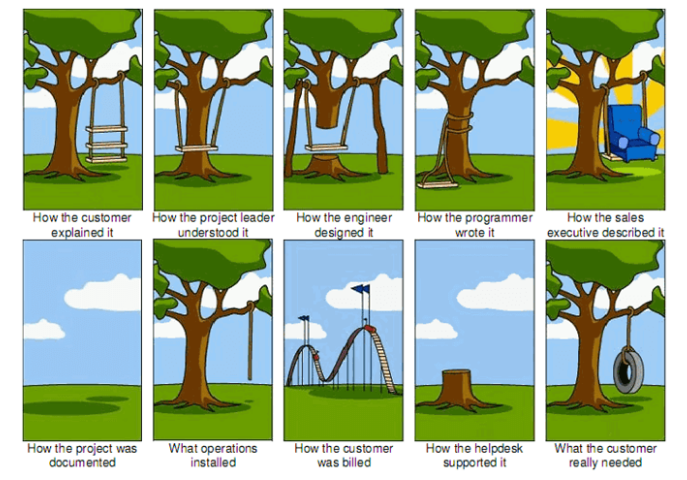 How the customer
explained it
How the project leader
understood it
How the engineer
designed it
How the programmer
wrote it
How the sales
executive described it
How the project was
documented
What operations
installed
How the customer
was billed
How the helpdesk
supported it
What the customer
really needed